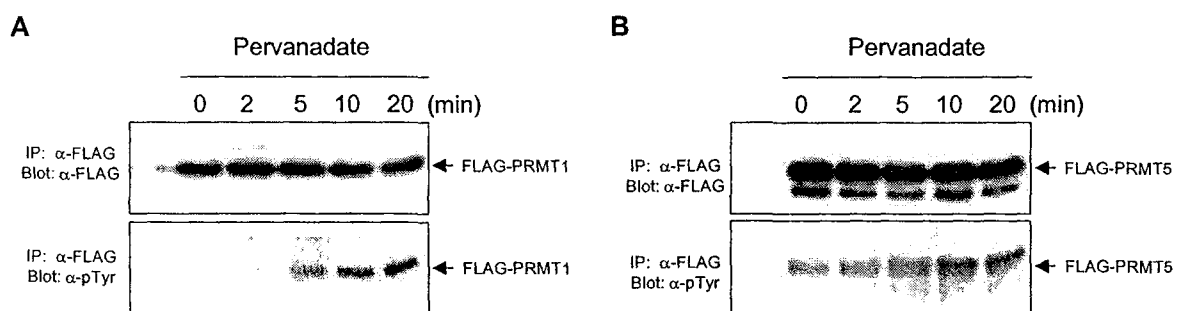 A
Pervanadate
0 2 5 10 20 (min)
IP: α-FLAG
Blot: α-FLAG
FLAG-PRMT1
IP: α-FLAG
Blot: α-pTyr
FLAG-PRMT1
B
Pervanadate
0 2 5 10 20 (min)
IP: α-FLAG
Blot: α-FLAG
FLAG-PRMT5
IP: α-FLAG
Blot: α-pTyr
FLAG-PRMT5